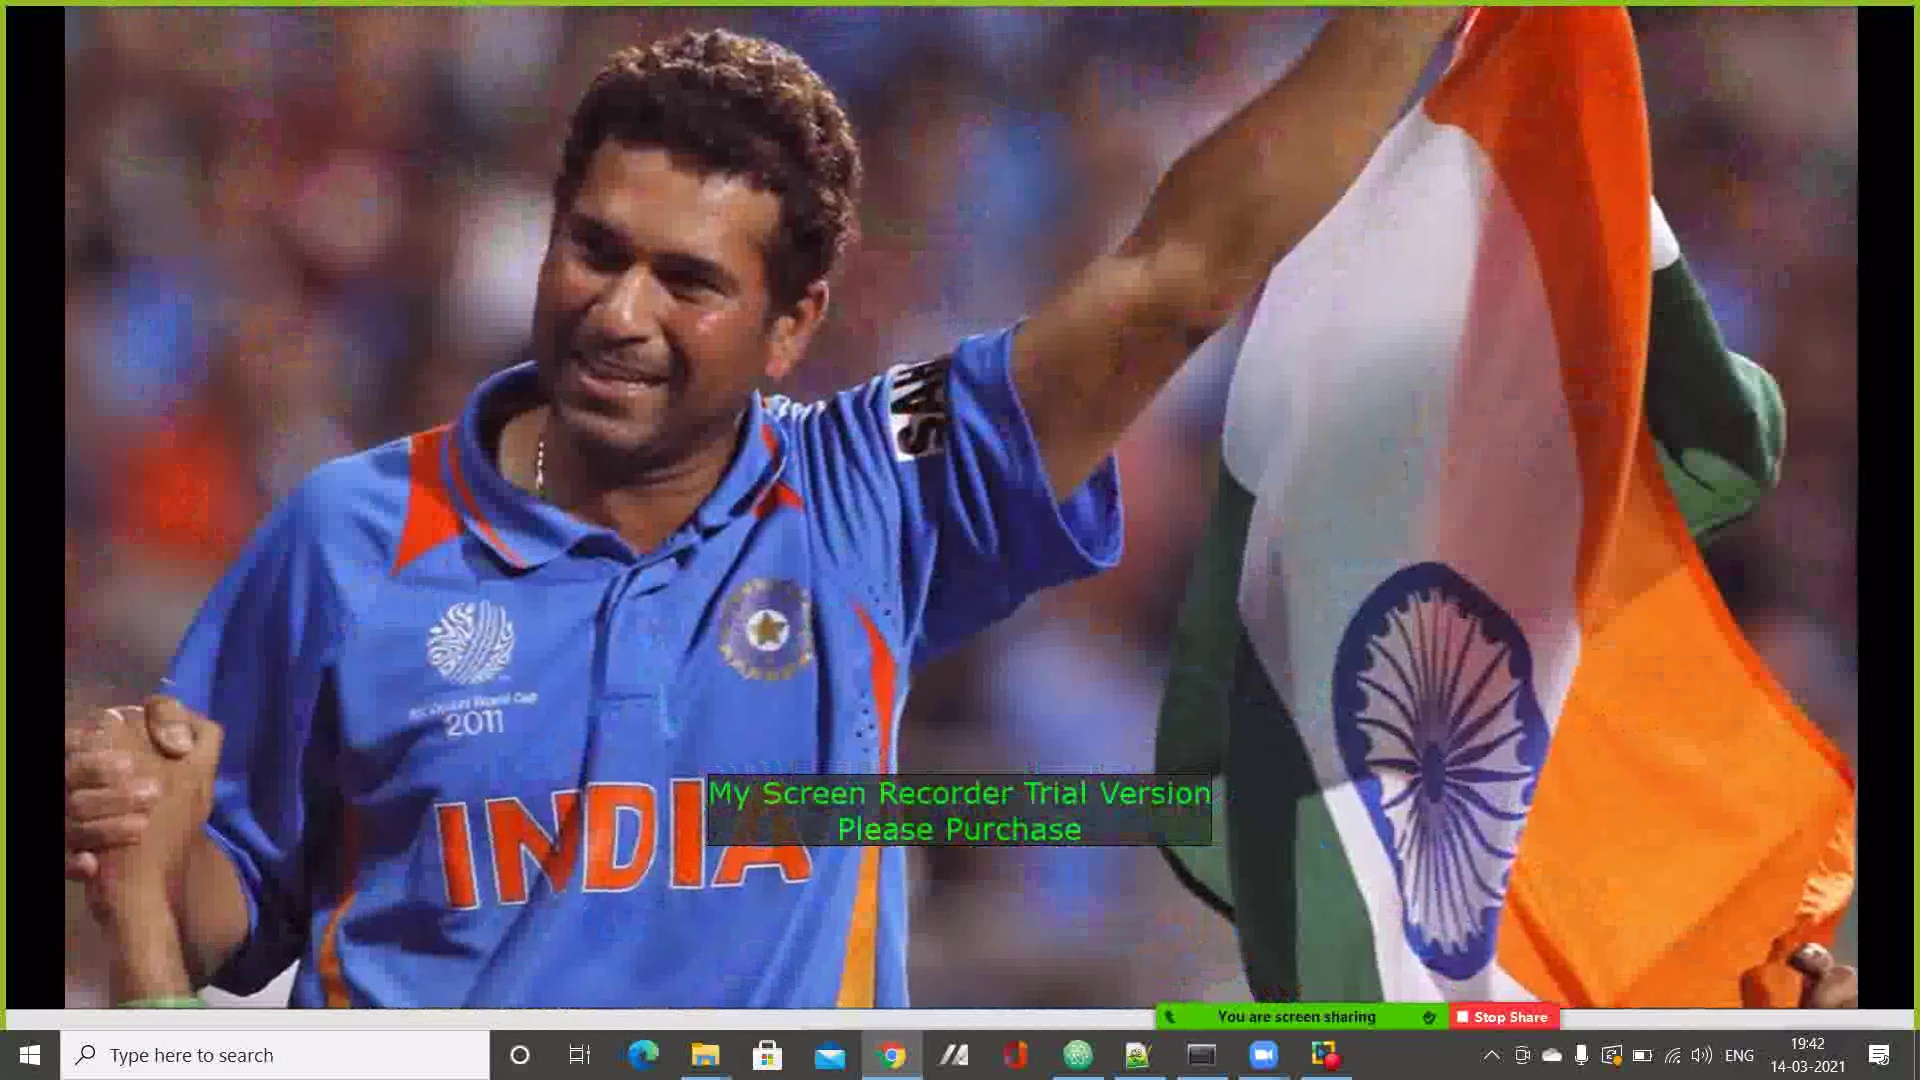 SAHA
ICC Cricket World Cup
2011
INDIA
My Screen Recorder Trial Version
Please Purchase
You are screen sharing
Stop Share
Type here to search
ENG
19:42
14-03-2021